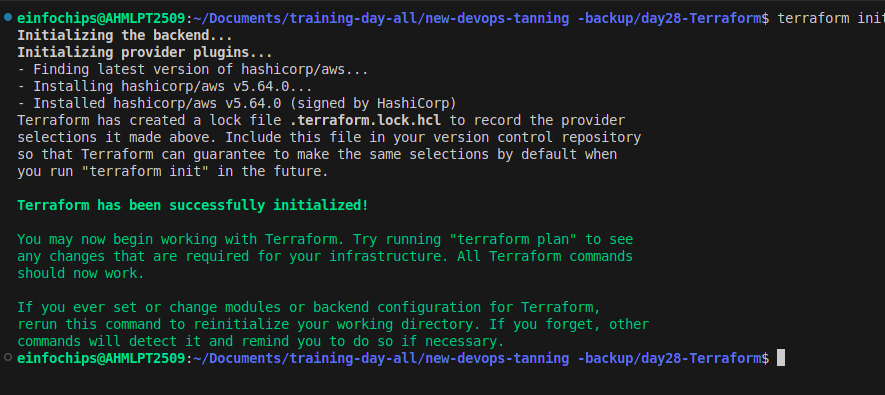 einfochips@AHMLPT2509:~/Documents/training-day-all/new-devops-tanning -backup/day28-Terraform$ terraform init
Initializing the backend...
Initializing provider plugins...
- Finding latest version of hashicorp/aws...
- Installing hashicorp/aws v5.64.0...
- Installed hashicorp/aws v5.64.0 (signed by HashiCorp)
Terraform has created a lock file .terraform.lock.hcl to record the provider
selections it made above. Include this file in your version control repository
so that Terraform can guarantee to make the same selections by default when
you run "terraform init" in the future.
Terraform has been successfully initialized!
You may now begin working with Terraform. Try running "terraform plan" to see
any changes that are required for your infrastructure. All Terraform commands
should now work.
If you ever set or change modules or backend configuration for Terraform,
rerun this command to reinitialize your working directory. If you forget, other
commands will detect it and remind you to do so if necessary.
einfochips@AHMLPT2509:~/Documents/training-day-all/new-devops-tanning -backup/day28-Terraform$